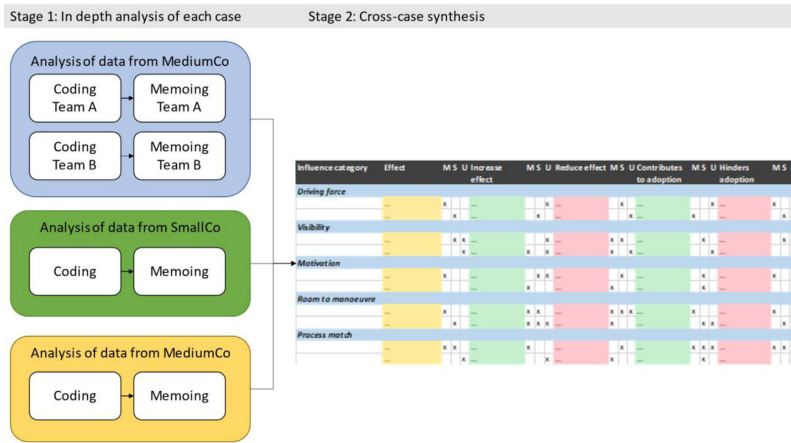 Stage 1: In depth analysis of each case
Stage 2: Cross-case synthesis
Analysis of data from MediumCo
Coding
Team A
Memoing
Team A
Coding
Team B
Memoing
Team B
Analysis of data from SmallCo
Coding
Memoing
Analysis of data from MediumCo
Coding
Memoing
Influence category Effect M S U Increase M S U Reduce effect M S U Contributes M S U Hinders M S
effect to adoption adoption
Driving force
... x ... x ... x ... x ... x
... x ... x ... x ... x ... x
Visibility
... x x ... x ... x x ... x ... x
... x ... x x ... x x ... x ...
Motivation
... x ... x x ... x ... x ... x
... ... x ... x ... x ...
Room to manoeuvre
... x ... x x ... x x x ... x ... x
... x ... x x x ... x ... x x ... x
Process match
... x x ... x ... x ... x x x ... x x
... ... x ... ... x ...